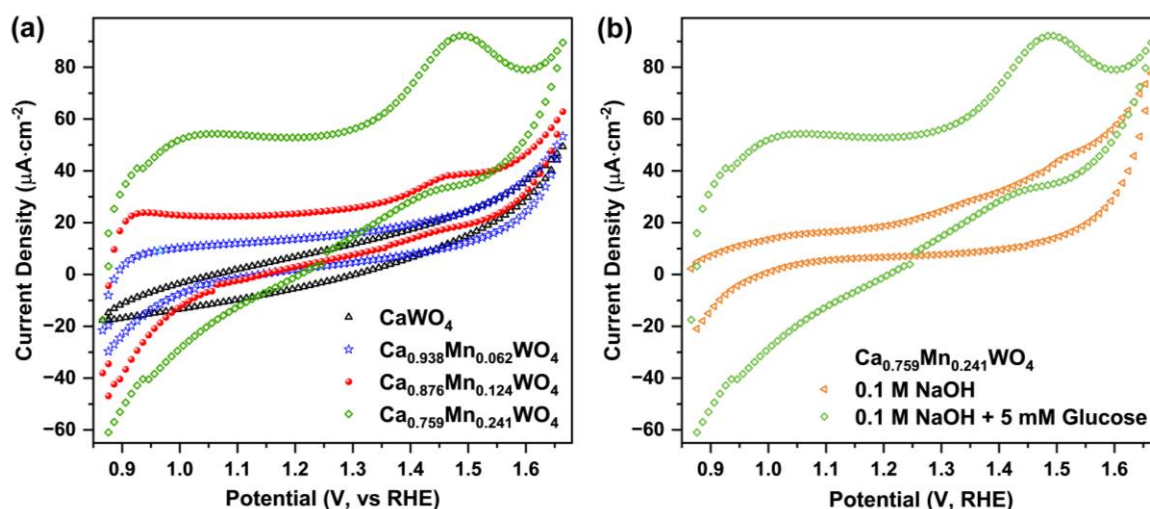 (a)
80
60
40
20
0
−20
−40
−60
Current Density (μA·cm⁻²)
CaWO₄
Ca₀.₉₃₈Mn₀.₀₆₂WO₄
Ca₀.₈₇₆Mn₀.₁₂₄WO₄
Ca₀.₇₅₉Mn₀.₂₄₁WO₄
0.9 1.0 1.1 1.2 1.3 1.4 1.5 1.6
Potential (V, vs RHE)
(b)
80
60
40
20
0
−20
−40
−60
Current Density (μA·cm⁻²)
Ca₀.₇₅₉Mn₀.₂₄₁WO₄
0.1 M NaOH
0.1 M NaOH + 5 mM Glucose
0.9 1.0 1.1 1.2 1.3 1.4 1.5 1.6
Potential (V, RHE)